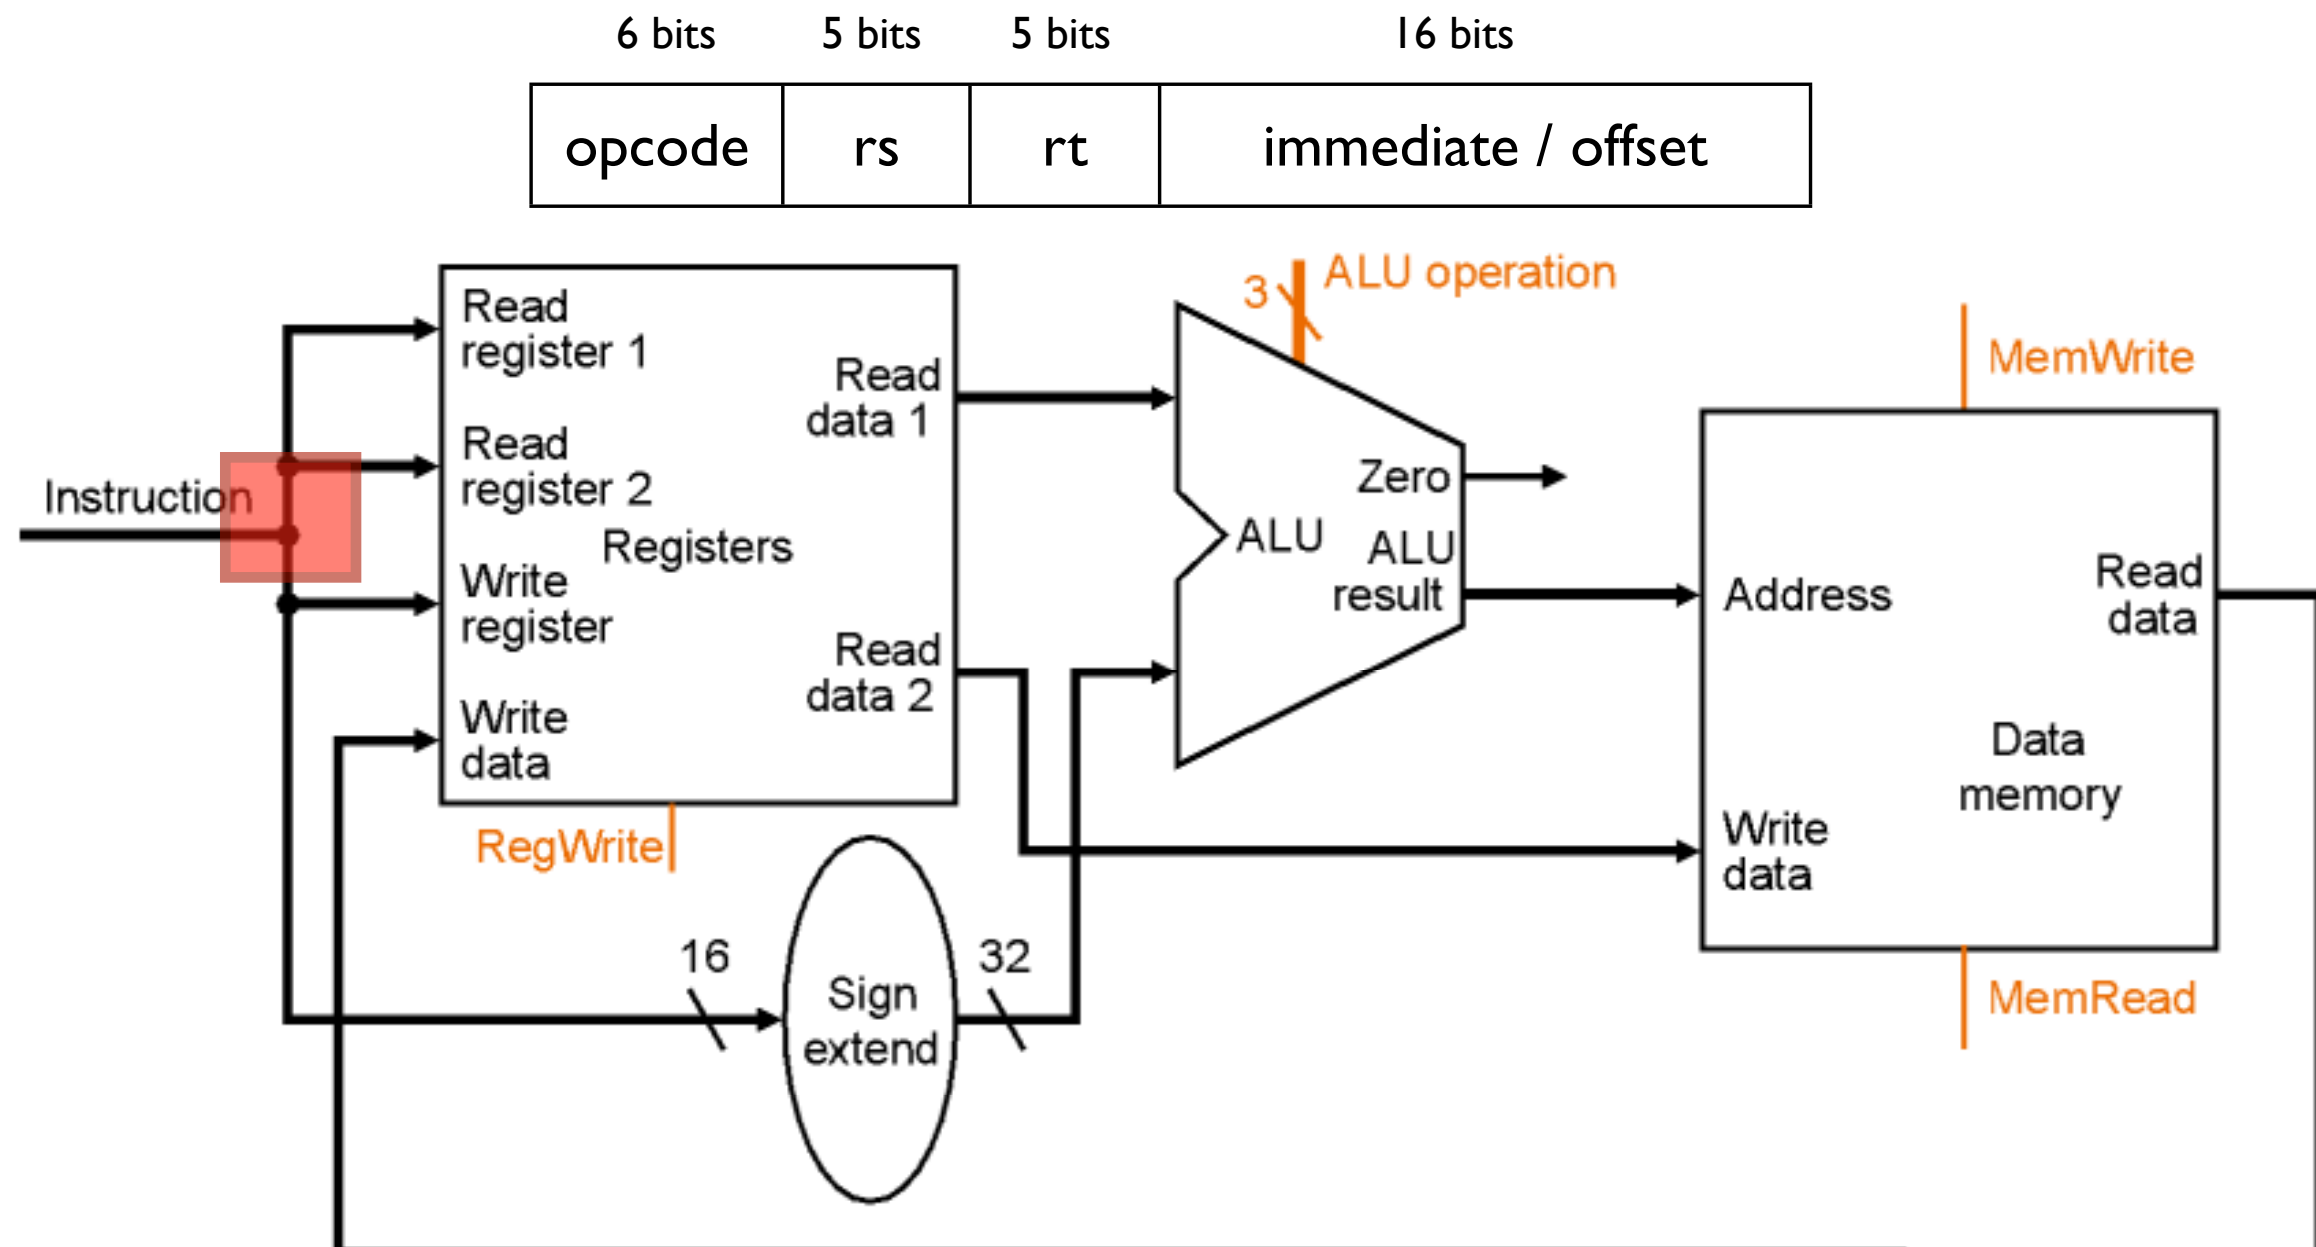 6 bits 5 bits 5 bits 16 bits
opcode rs rt immediate / offset
3 ALU operation
Read
register 1
Read
data 1
MemWrite
Read
register 2
Instruction
Zero
Registers
ALU
ALU
result
Write
register
Address
Read
data
Read
data 2
Write
data
Data
memory
RegWrite
Write
data
16
32
Sign
extend
MemRead